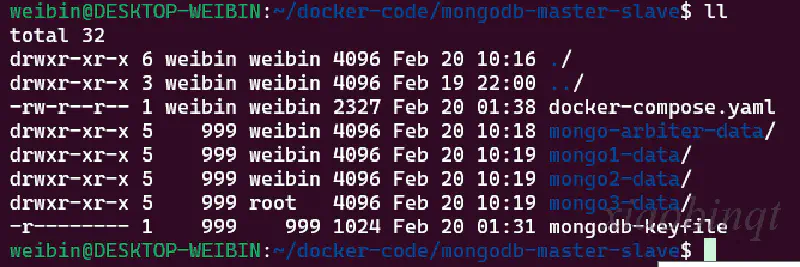 weibin@DESKTOP-WEIBIN:~/docker-code/mongodb-master-slave$ ll
total 32
drwxr-xr-x 6 weibin weibin 4096 Feb 20 10:16 ./
drwxr-xr-x 3 weibin weibin 4096 Feb 19 22:00 ../
-rw-r--r-- 1 weibin weibin 2327 Feb 20 01:38 docker-compose.yaml
drwxr-xr-x 5    999 weibin 4096 Feb 20 10:18 mongo-arbiter-data/
drwxr-xr-x 5    999 weibin 4096 Feb 20 10:19 mongo1-data/
drwxr-xr-x 5    999 weibin 4096 Feb 20 10:19 mongo2-data/
drwxr-xr-x 5    999 root   4096 Feb 20 10:19 mongo3-data/
-r-------- 1    999    999 1024 Feb 20 01:31 mongodb-keyfile
weibin@DESKTOP-WEIBIN:~/docker-code/mongodb-master-slave$